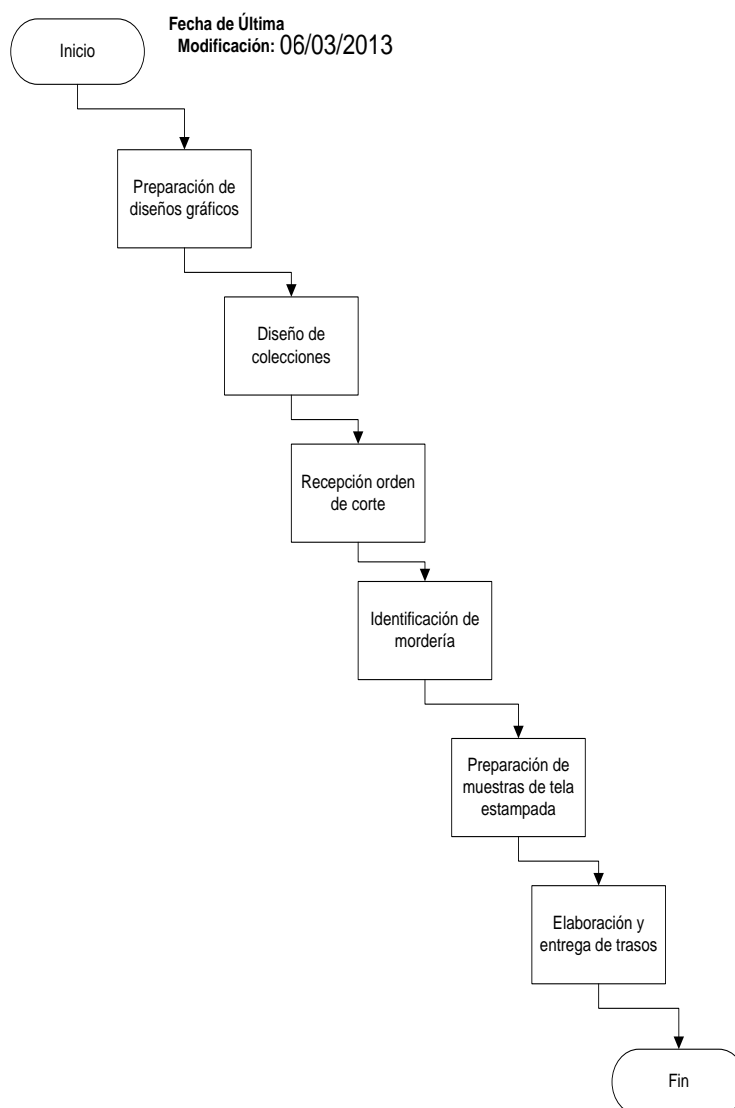 Inicio
Fecha de Última
Modificación: 06/03/2013
Preparación de
diseños gráficos
Diseño de
colecciones
Recepción orden
de corte
Identificación de
mordería
Preparación de
muestras de tela
estampada
Elaboración y
entrega de trasos
Fin